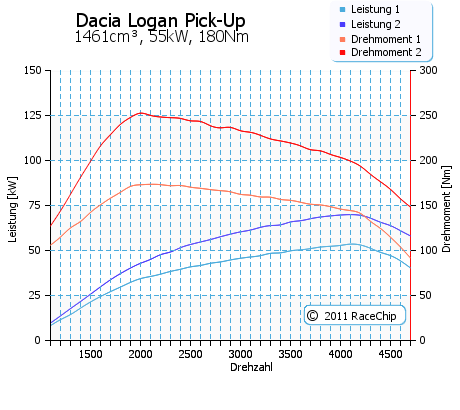 Dacia Logan Pick-Up
1461cm³, 55kW, 180Nm
Leistung 1
Leistung 2
Drehmoment 1
Drehmoment 2
150
125
100
75
50
25
0
Leistung [kW]
300
250
200
150
100
50
0
Drehmoment [Nm]
© 2011 RaceChip
1500 2000 2500 3000 3500 4000 4500
Drehzahl